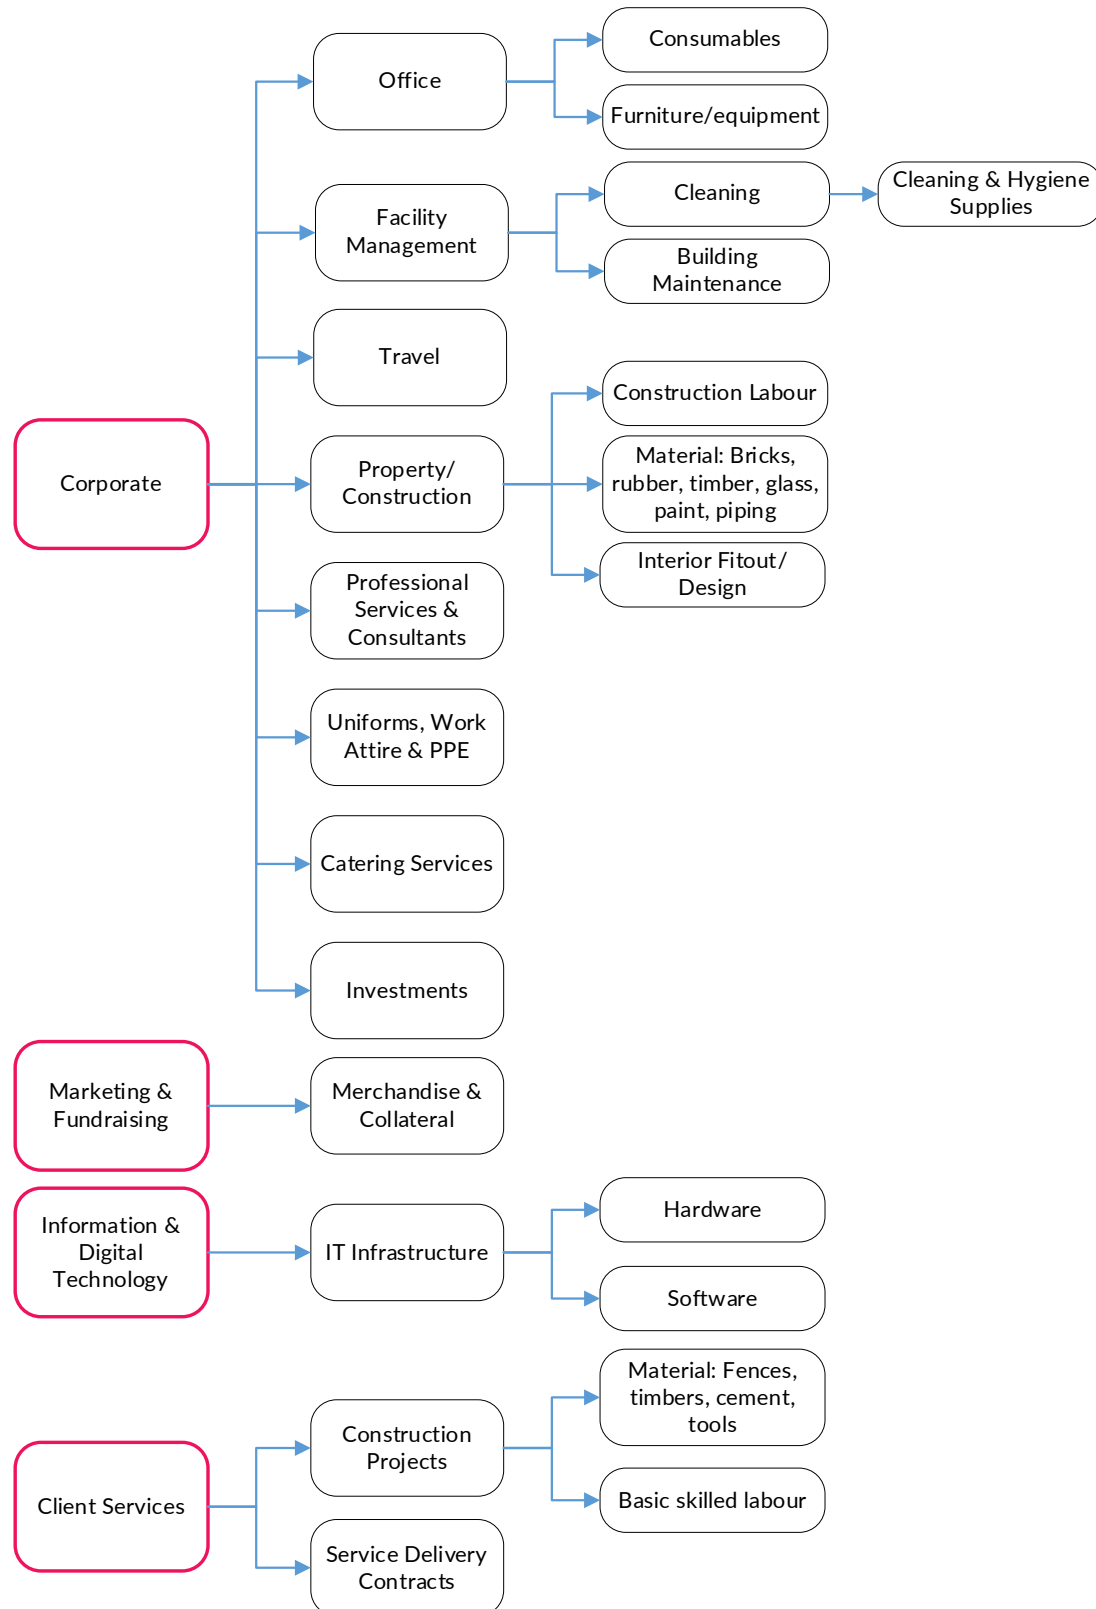 Consumables
Office
Furniture/equipment
Cleaning
Cleaning & Hygiene
Supplies
Facility
Management
Building
Maintenance
Travel
Construction Labour
Corporate
Property/
Construction
Material: Bricks,
rubber, timber, glass,
paint, piping
Interior Fitout/
Design
Professional
Services &
Consultants
Uniforms, Work
Attire & PPE
Catering Services
Investments
Marketing &
Fundraising
Merchandise &
Collateral
Information &
Digital
Technology
IT Infrastructure
Hardware
Software
Client Services
Construction
Projects
Material: Fences,
timbers, cement,
tools
Basic skilled labour
Service Delivery
Contracts